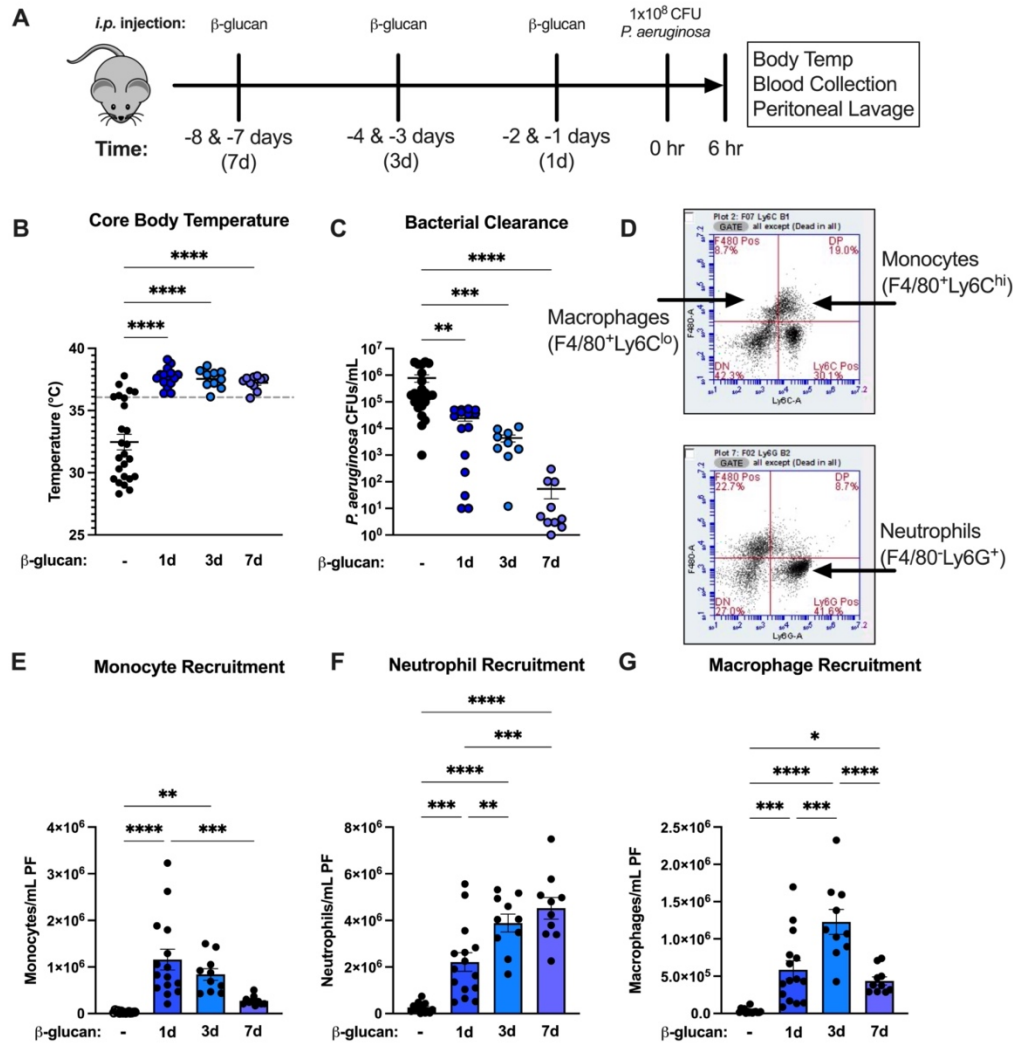 A
i.p. injection:
β-glucan
β-glucan
β-glucan
1x10⁸ CFU
P. aeruginosa
Body Temp
Blood Collection
Peritoneal Lavage
Time:
-8 & -7 days
(7d)
-4 & -3 days
(3d)
-2 & -1 days
(1d)
0 hr
6 hr
B
Core Body Temperature
****
****
****
Temperature (°C)
40
35
30
25
β-glucan:
-
1d
3d
7d
C
Bacterial Clearance
****
***
**
P. aeruginosa CFUs/mL
10⁷
10⁶
10⁵
10⁴
10³
10²
10¹
10⁰
-
1d
3d
7d
D
Plot 2: F07 Ly6C B1
GATE all except (Dead in all)
F480 Pos
8.7%
DP
19.0%
DN
42.3%
Ly6C Pos
30.1%
F480-A
Ly6C-A
Monocytes
(F4/80⁺Ly6Cʰⁱ)
Macrophages
(F4/80⁺Ly6Cˡᵒ)
Plot 7: F02 Ly6G B2
GATE all except (Dead in all)
F480 Pos
22.7%
DP
8.7%
DN
27.0%
Ly6G Pos
41.6%
F480-A
Ly6G-A
Neutrophils
(F4/80⁻Ly6G⁺)
E
Monocyte Recruitment
**
****
***
Monocytes/mL PF
4×10⁶
3×10⁶
2×10⁶
1×10⁶
0
β-glucan:
-
1d
3d
7d
F
Neutrophil Recruitment
****
***
****
***
**
Neutrophils/mL PF
8×10⁶
6×10⁶
4×10⁶
2×10⁶
0
β-glucan:
-
1d
3d
7d
G
Macrophage Recruitment
*
****
****
***
***
Macrophages/mL PF
2.5×10⁶
2.0×10⁶
1.5×10⁶
1.0×10⁶
5.0×10⁵
0.0
β-glucan:
-
1d
3d
7d